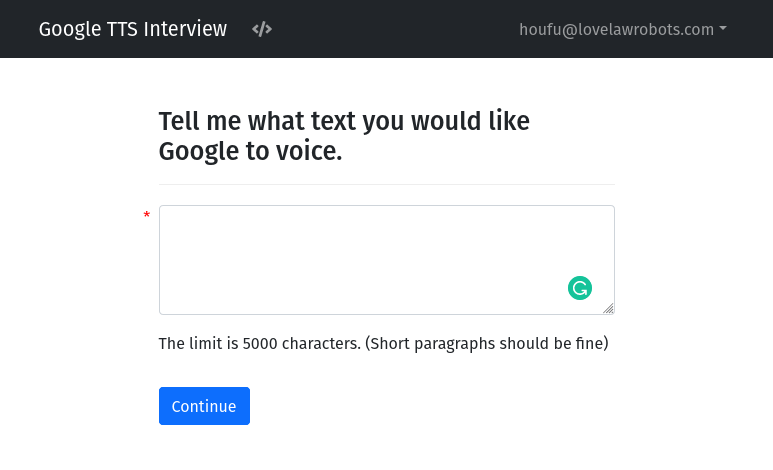 Google TTS Interview </> houfu@lovelawrobots.com
Tell me what text you would like
Google to voice.
*
The limit is 5000 characters. (Short paragraphs should be fine)
Continue